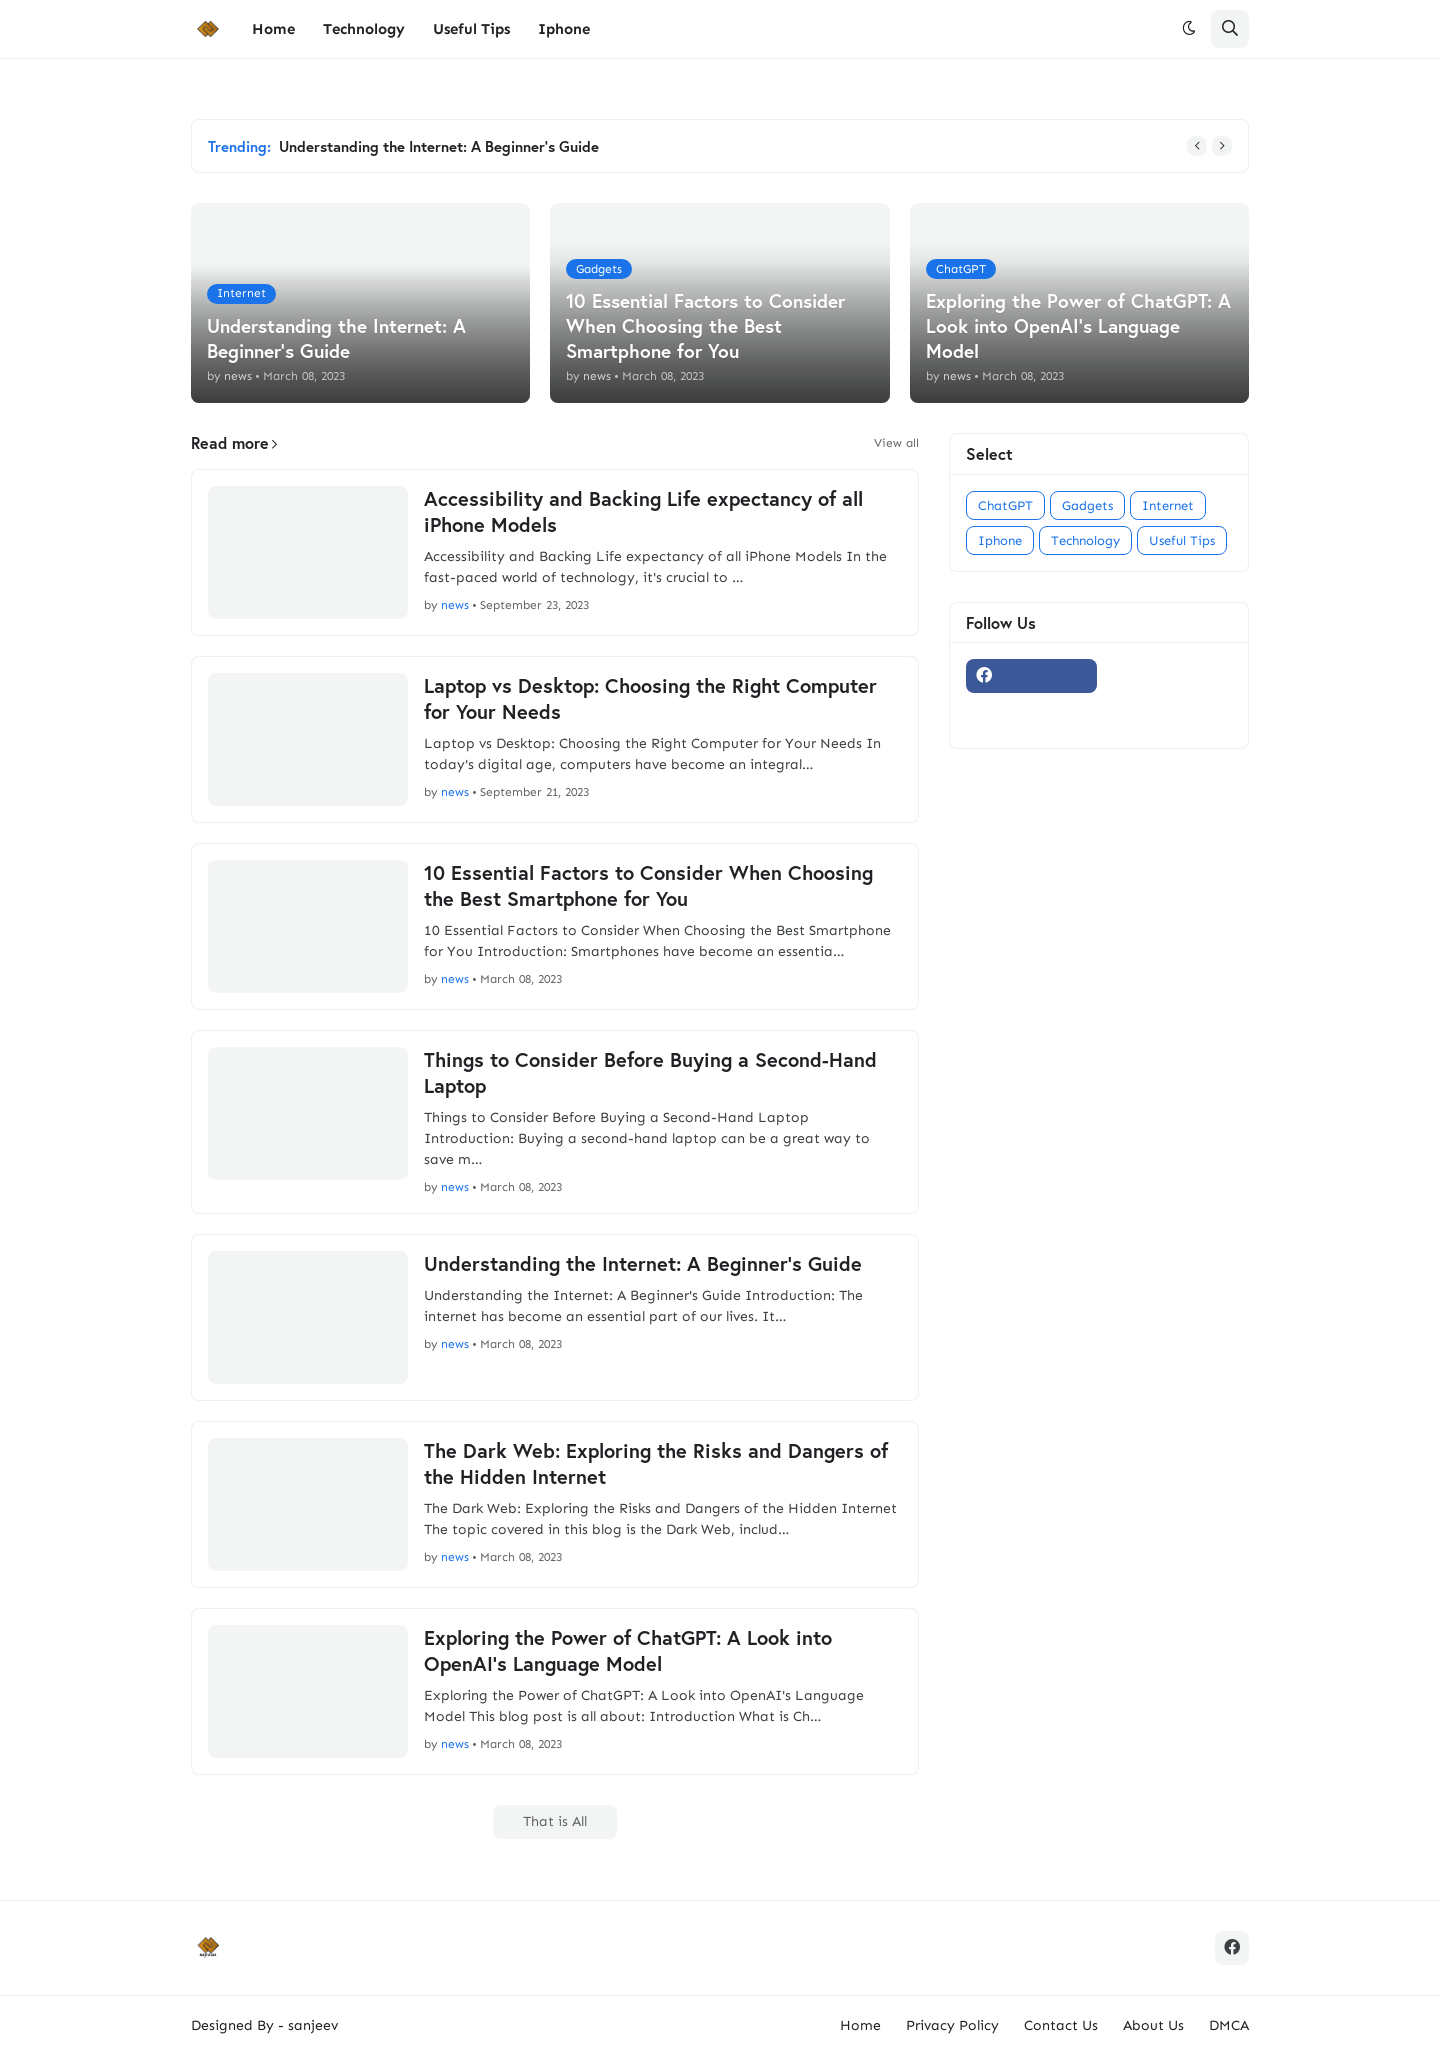 Home Technology Useful Tips Iphone
Trending: Understanding the Internet: A Beginner's Guide
Internet
Understanding the Internet: A
Beginner's Guide
by news • March 08, 2023
Gadgets
10 Essential Factors to Consider
When Choosing the Best
Smartphone for You
by news • March 08, 2023
ChatGPT
Exploring the Power of ChatGPT: A
Look into OpenAI's Language
Model
by news • March 08, 2023
Read more
View all
Accessibility and Backing Life expectancy of all
iPhone Models
Accessibility and Backing Life expectancy of all iPhone Models In the
fast-paced world of technology, it's crucial to …
by news • September 23, 2023
Laptop vs Desktop: Choosing the Right Computer
for Your Needs
Laptop vs Desktop: Choosing the Right Computer for Your Needs In
today's digital age, computers have become an integral…
by news • September 21, 2023
10 Essential Factors to Consider When Choosing
the Best Smartphone for You
10 Essential Factors to Consider When Choosing the Best Smartphone
for You Introduction: Smartphones have become an essentia…
by news • March 08, 2023
Things to Consider Before Buying a Second-Hand
Laptop
Things to Consider Before Buying a Second-Hand Laptop
Introduction: Buying a second-hand laptop can be a great way to
save m…
by news • March 08, 2023
Understanding the Internet: A Beginner's Guide
Understanding the Internet: A Beginner's Guide Introduction: The
internet has become an essential part of our lives. It…
by news • March 08, 2023
The Dark Web: Exploring the Risks and Dangers of
the Hidden Internet
The Dark Web: Exploring the Risks and Dangers of the Hidden Internet
The topic covered in this blog is the Dark Web, includ…
by news • March 08, 2023
Exploring the Power of ChatGPT: A Look into
OpenAI's Language Model
Exploring the Power of ChatGPT: A Look into OpenAI's Language
Model This blog post is all about: Introduction What is Ch…
by news • March 08, 2023
That is All
Select
ChatGPT Gadgets Internet
Iphone Technology Useful Tips
Follow Us
Designed By - sanjeev
Home Privacy Policy Contact Us About Us DMCA